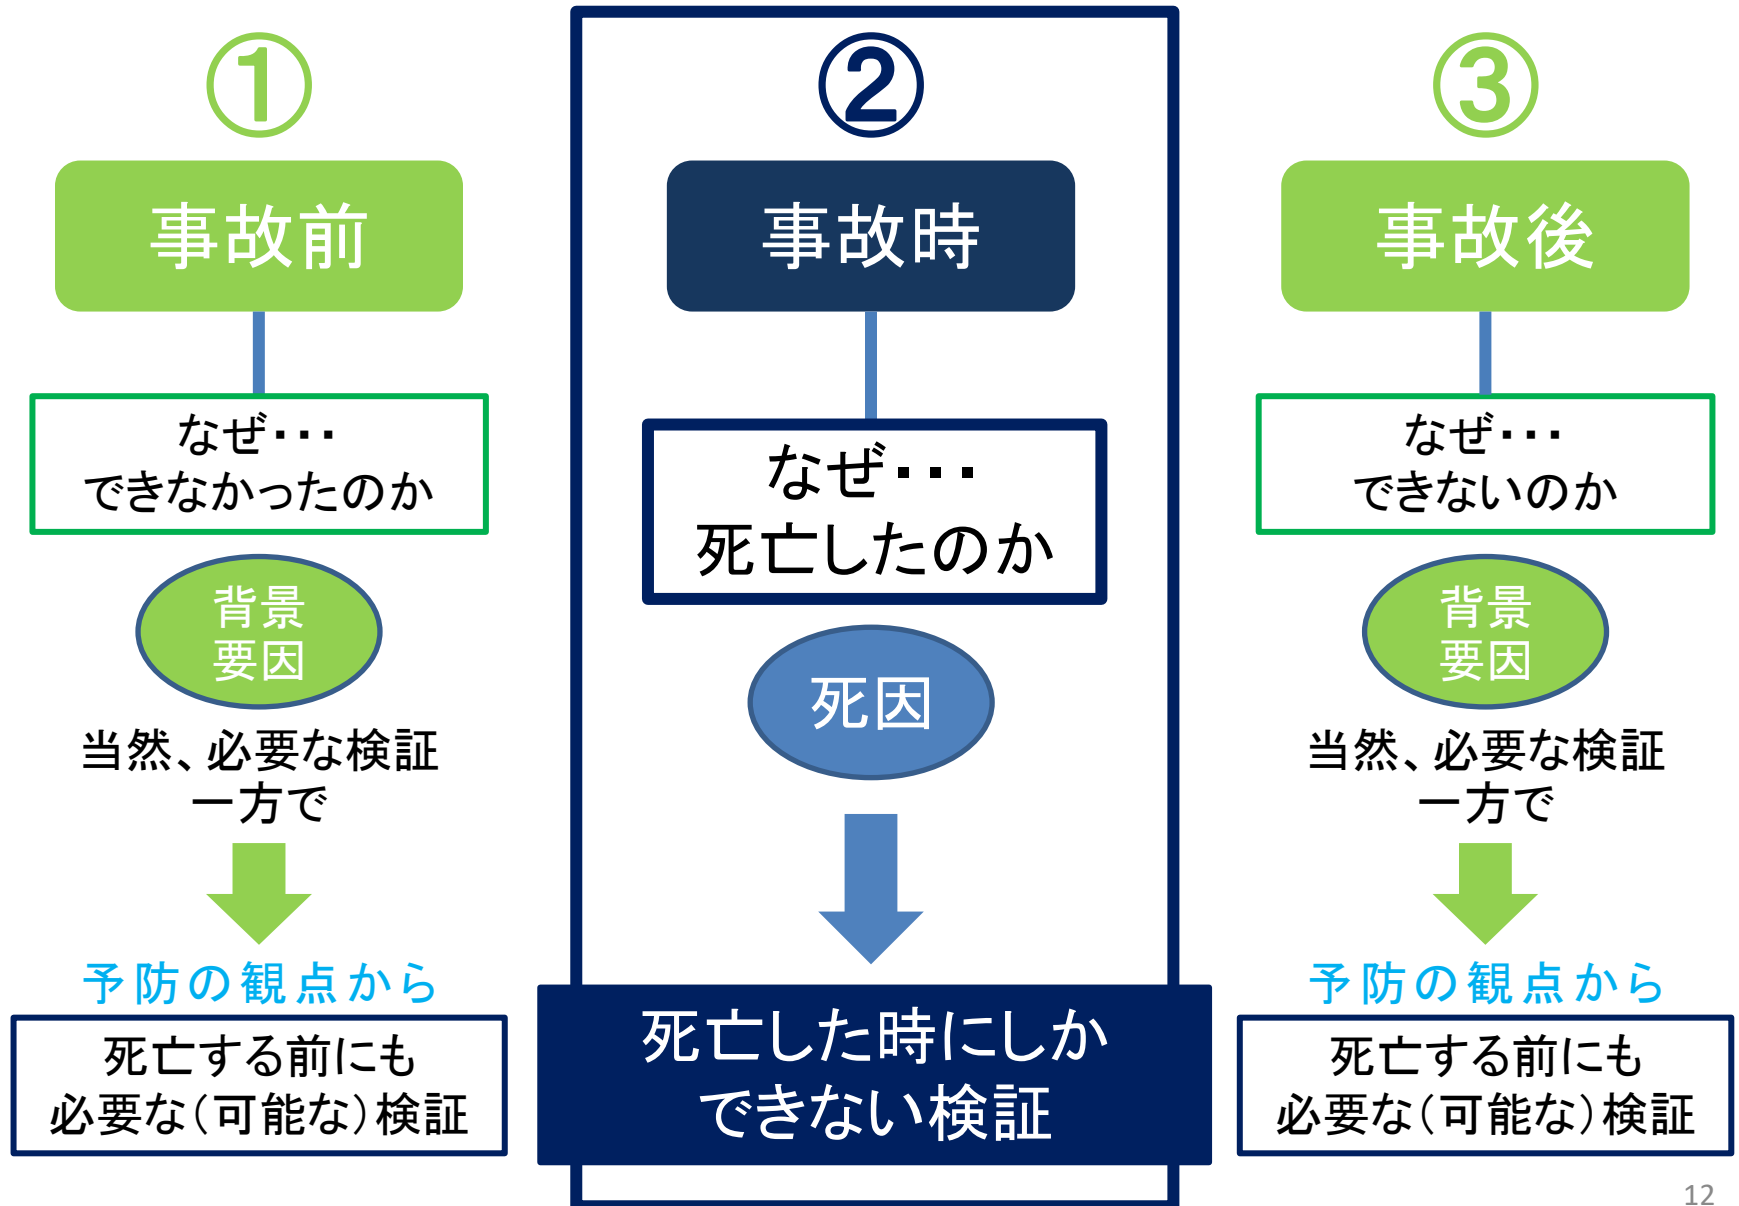 ①
事故前
なぜ・・・
できなかったのか
背景
要因
当然、必要な検証
一方で
予防の観点から
死亡する前にも
必要な(可能な)検証
②
事故時
なぜ・・・
死亡したのか
死因
死亡した時にしか
できない検証
③
事故後
なぜ・・・
できないのか
背景
要因
当然、必要な検証
一方で
予防の観点から
死亡する前にも
必要な(可能な)検証
12